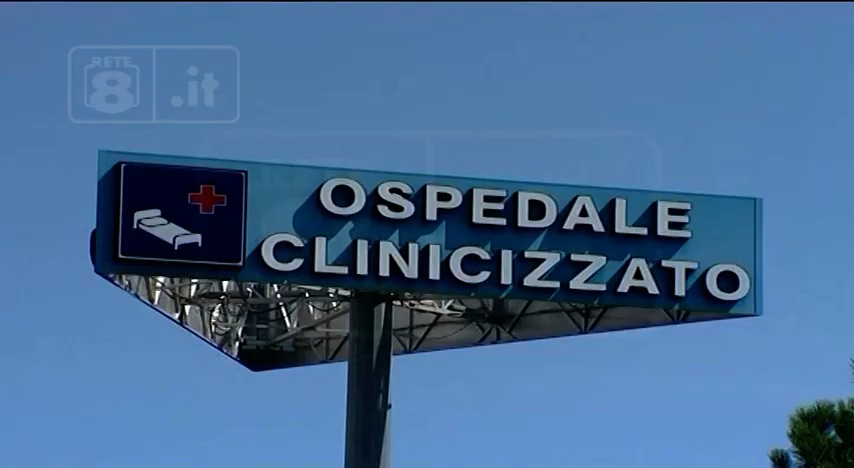 RETE
8 .it
OSPEDALE
CLINICIZZATO